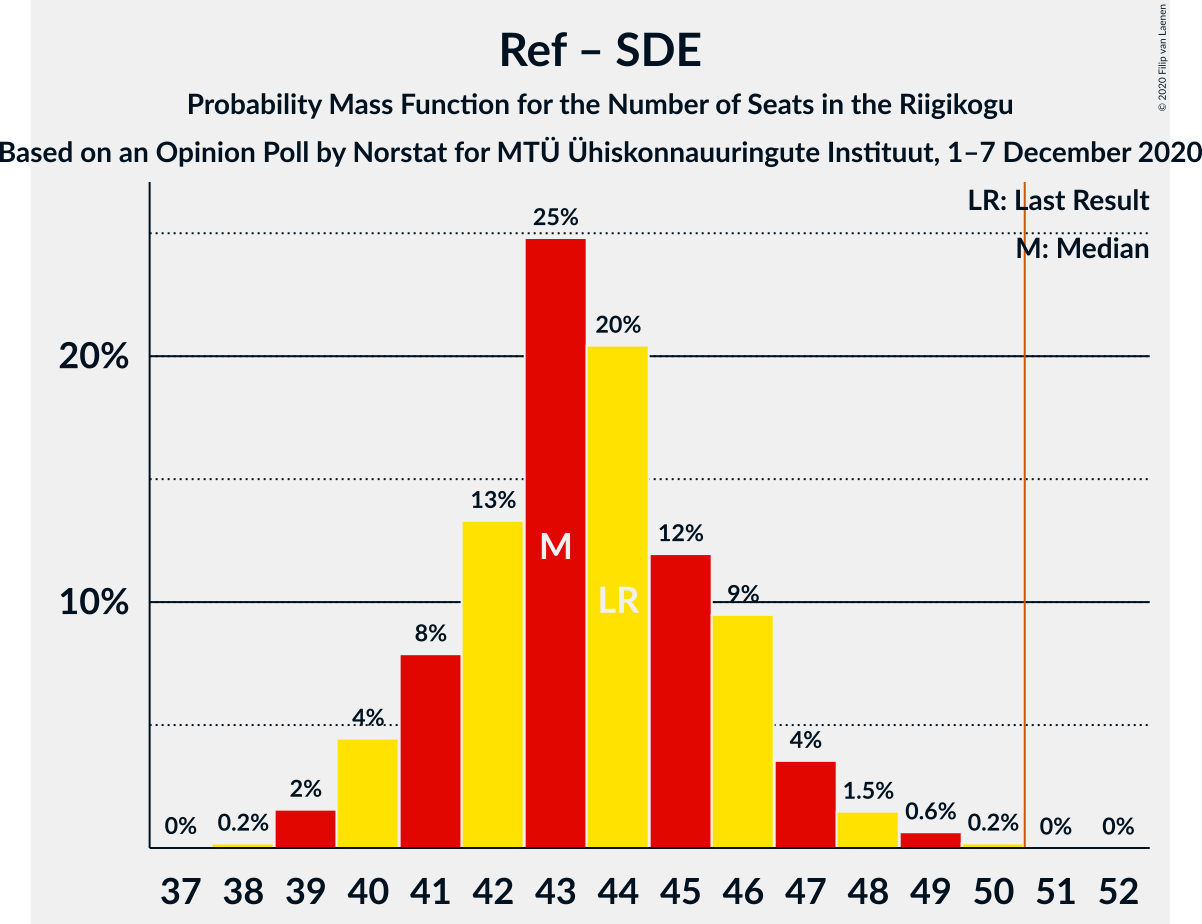 Ref – SDE
Probability Mass Function for the Number of Seats in the Riigikogu
Based on an Opinion Poll by Norstat for MTÜ Ühiskonnauuringute Instituut, 1–7 December 2020
© 2020 Filip van Laenen
LR: Last Result
M: Median
25%
20%
20%
13%
12%
M
LR
10%
9%
8%
4%
4%
2%
1.5%
0.6%
0% 0.2% 0.2% 0% 0%
37 38 39 40 41 42 43 44 45 46 47 48 49 50 51 52